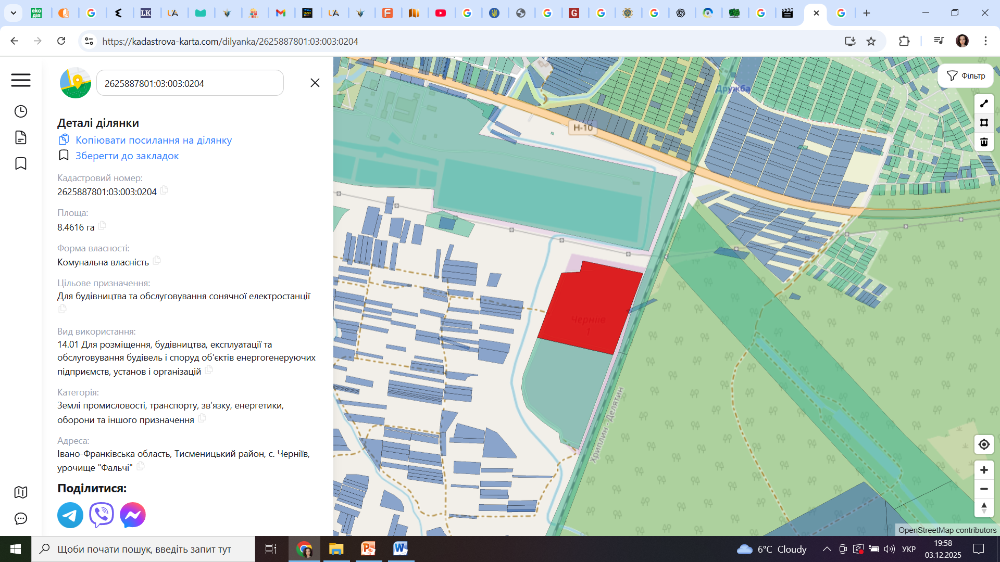 https://kadastrova-karta.com/dilyanka/2625887801:03:003:0204
2625887801:03:003:0204
Деталі ділянки
Копіювати посилання на ділянку
Зберегти до закладок
Кадастровий номер:
2625887801:03:003:0204
Площа:
8.4616 га
Форма власності:
Комунальна власність
Цільове призначення:
Для будівництва та обслуговування сонячної електростанції
Вид використання:
14.01 Для розміщення, будівництва, експлуатації та
обслуговування будівель і споруд об'єктів енергогенеруючих
підприємств, установ і організацій
Категорія:
Землі промисловості, транспорту, зв’язку, енергетики,
оборони та іншого призначення
Адреса:
Івано-Франківська область, Тисменицький район, с. Черніїв,
урочище "Фальчі"
Поділитися:
Фільтр
Дружба
Н-10
Черніїв
1
Хриплин - Делятин
OpenStreetMap contributors
Щоби почати пошук, введіть запит тут
6°C Cloudy
УКР
19:58
03.12.2025